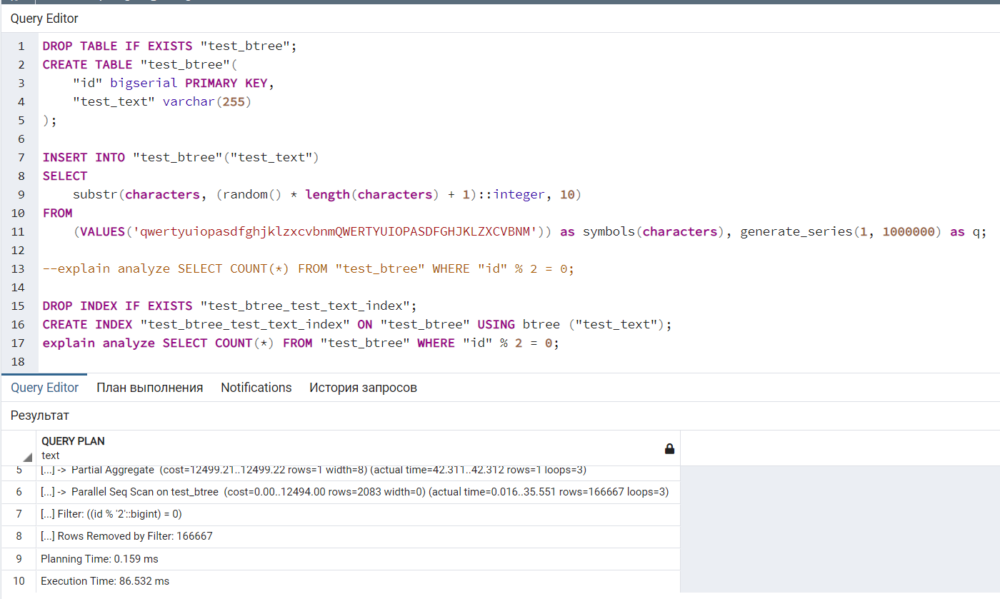 Query Editor
1 DROP TABLE IF EXISTS "test_btree";
2 CREATE TABLE "test_btree"(
3 "id" bigserial PRIMARY KEY,
4 "test_text" varchar(255)
5 );
6
7 INSERT INTO "test_btree"("test_text")
8 SELECT
9 substr(characters, (random() * length(characters) + 1)::integer, 10)
10 FROM
11 (VALUES('qwertyuiopasdfghjklzxcvbnmQWERTYUIOPASDFGHJKLZXCVBNM')) as symbols(characters), generate_series(1, 1000000) as q;
12
13 --explain analyze SELECT COUNT(*) FROM "test_btree" WHERE "id" % 2 = 0;
14
15 DROP INDEX IF EXISTS "test_btree_test_text_index";
16 CREATE INDEX "test_btree_test_text_index" ON "test_btree" USING btree ("test_text");
17 explain analyze SELECT COUNT(*) FROM "test_btree" WHERE "id" % 2 = 0;
18
Query Editor План выполнения Notifications История запросов
Результат
QUERY PLAN
text
5 [...] -> Partial Aggregate (cost=12499.21..12499.22 rows=1 width=8) (actual time=42.311..42.312 rows=1 loops=3)
6 [...] -> Parallel Seq Scan on test_btree (cost=0.00..12494.00 rows=2083 width=0) (actual time=0.016..35.551 rows=166667 loops=3)
7 [...] Filter: ((id % '2'::bigint) = 0)
8 [...] Rows Removed by Filter: 166667
9 Planning Time: 0.159 ms
10 Execution Time: 86.532 ms